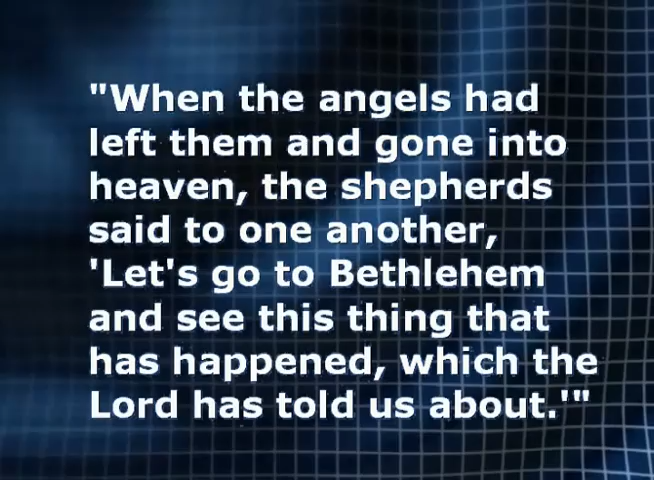 "When the angels had
left them and gone into
heaven, the shepherds
said to one another,
'Let's go to Bethlehem
and see this thing that
has happened, which the
Lord has told us about.'"